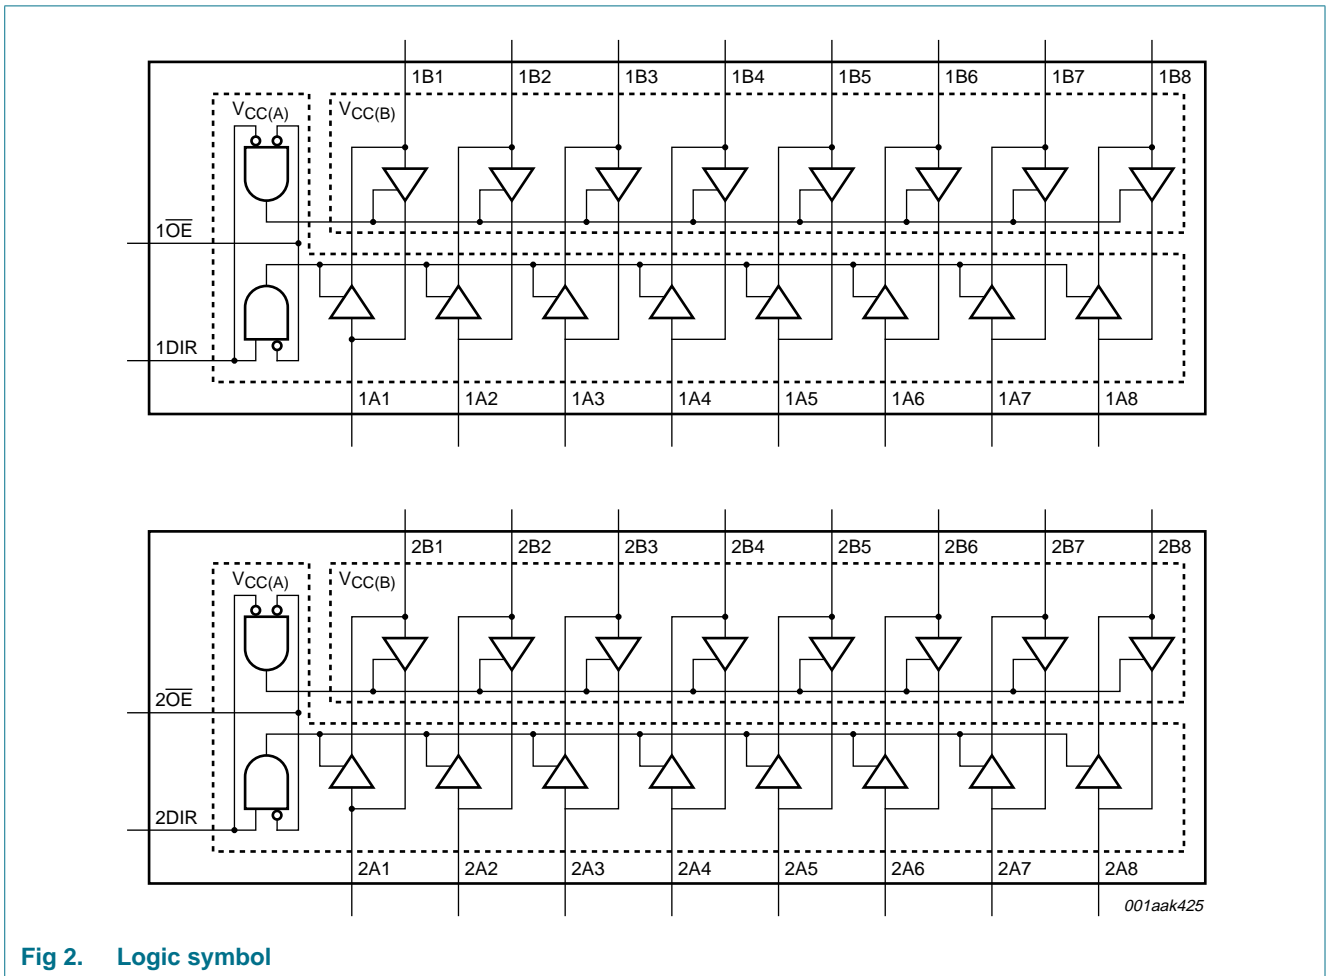 1B1 1B2 1B3 1B4 1B5 1B6 1B7 1B8
VCC(A) VCC(B)
1OE
1DIR
1A1 1A2 1A3 1A4 1A5 1A6 1A7 1A8
2B1 2B2 2B3 2B4 2B5 2B6 2B7 2B8
VCC(A) VCC(B)
2OE
2DIR
2A1 2A2 2A3 2A4 2A5 2A6 2A7 2A8
001aak425
Fig 2. Logic symbol